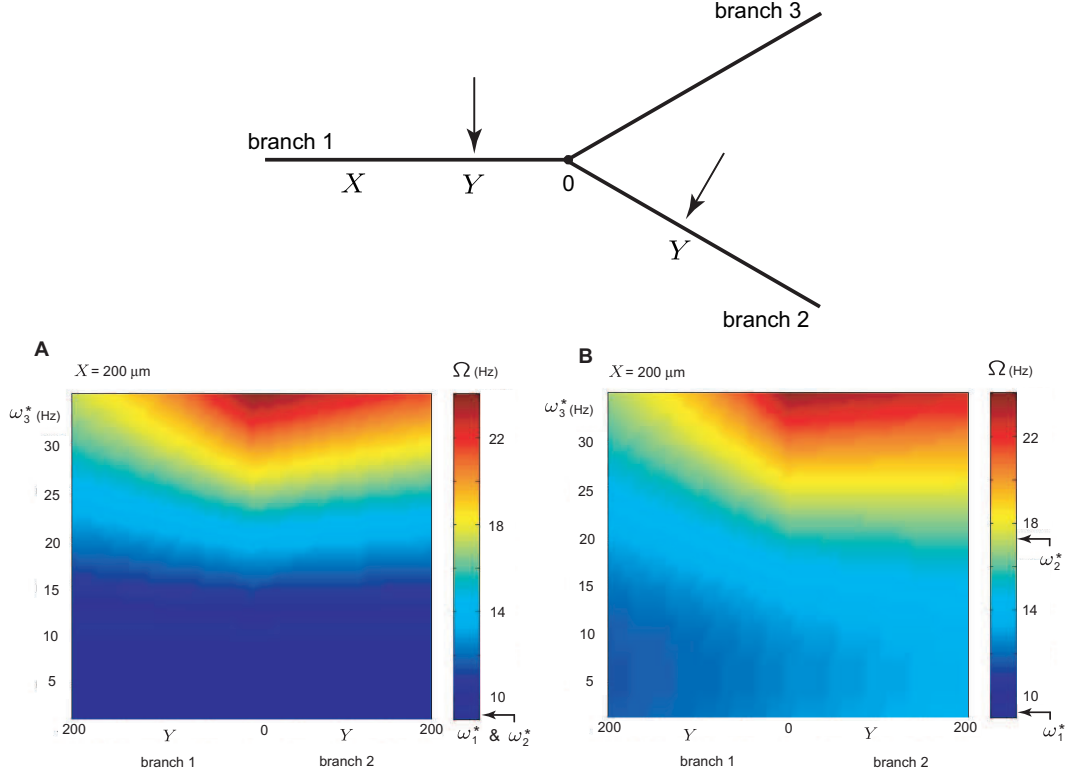 branch 3
branch 1
X
Y
0
Y
branch 2
A
X = 200 μm
Ω (Hz)
ω₃* (Hz)
30
25
20
15
10
5
22
18
14
10
200
Y
0
Y
200
ω₁* & ω₂*
branch 1
branch 2
B
X = 200 μm
Ω (Hz)
ω₃* (Hz)
30
25
20
15
10
5
22
18
14
10
ω₂*
ω₁*
200
Y
0
Y
200
branch 1
branch 2